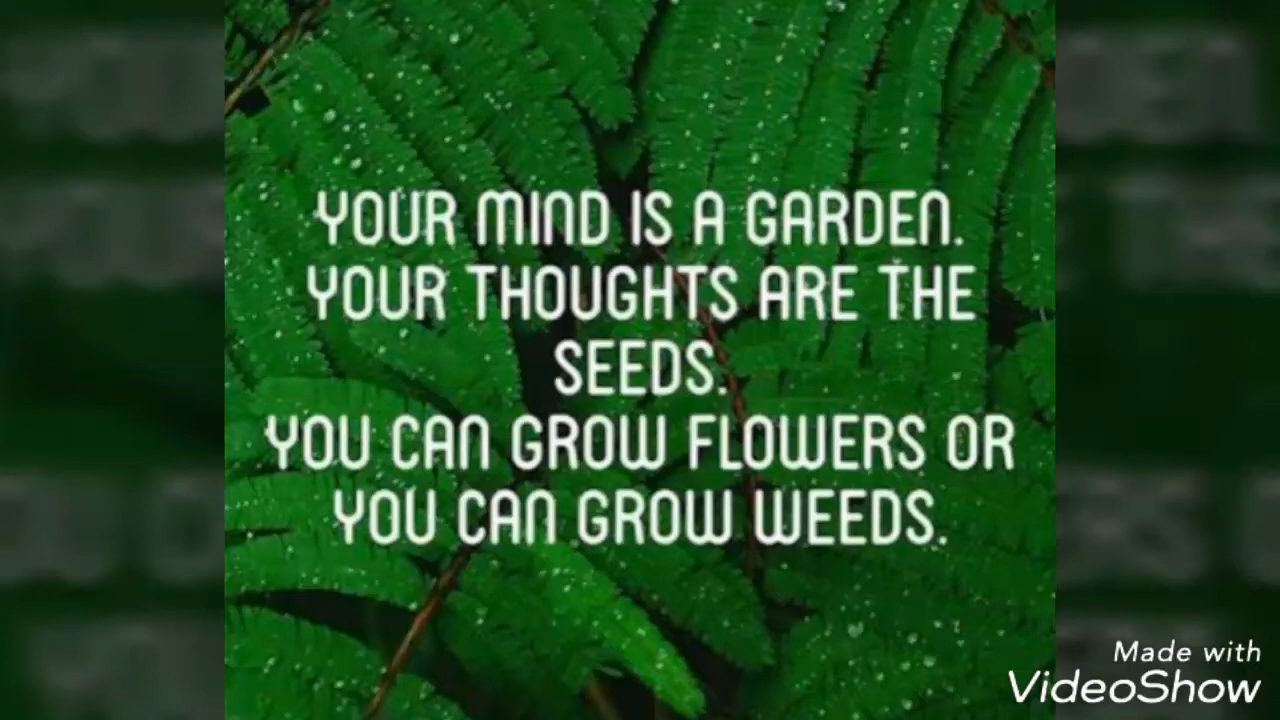 YOUR MIND IS A GARDEN.
YOUR THOUGHTS ARE THE
SEEDS.
YOU CAN GROW FLOWERS OR
YOU CAN GROW WEEDS.
Made with
VideoShow